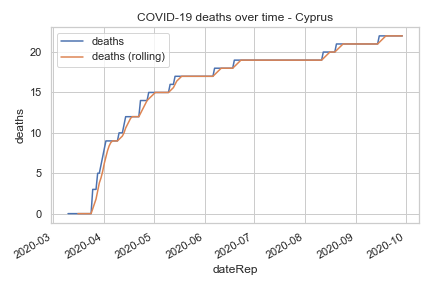 COVID-19 deaths over time - Cyprus
deaths
deaths (rolling)
20
15
10
5
0
deaths
2020-03
2020-04
2020-05
2020-06
2020-07
2020-08
2020-09
2020-10
dateRep